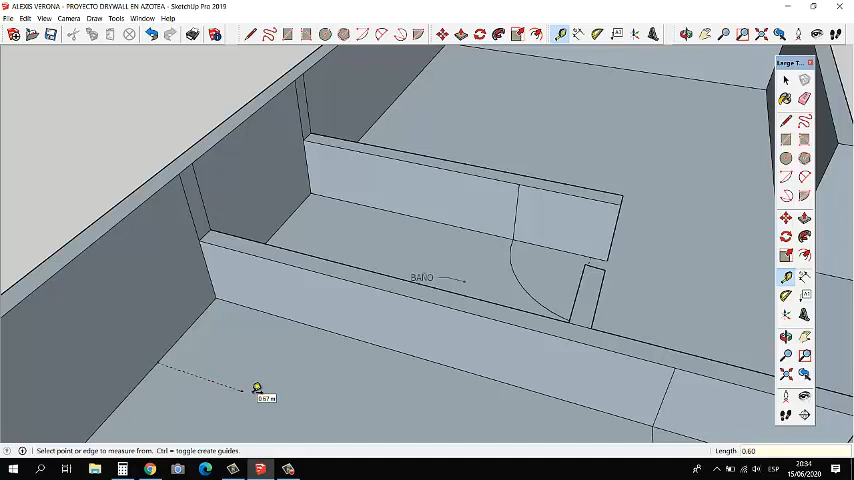 ALEXIS VERONA: PROYECTO DRYWALL EN AZOTEA - SketchUp Pro 2019
File Edit View Camera Draw Tools Window Help
Large T...
BAÑO
0.67 m
Select point or edge to measure from. Ctrl = toggle create guides.
Length 0.60
ESP
20:34
15/06/2020